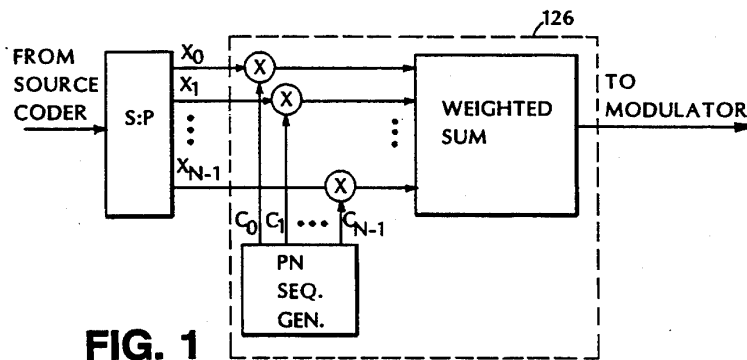 126
FROM
SOURCE
CODER
S:P
X0
X1
XN-1
X
X
X
WEIGHTED
SUM
TO
MODULATOR
C0 C1 CN-1
PN
SEQ.
GEN.
FIG. 1